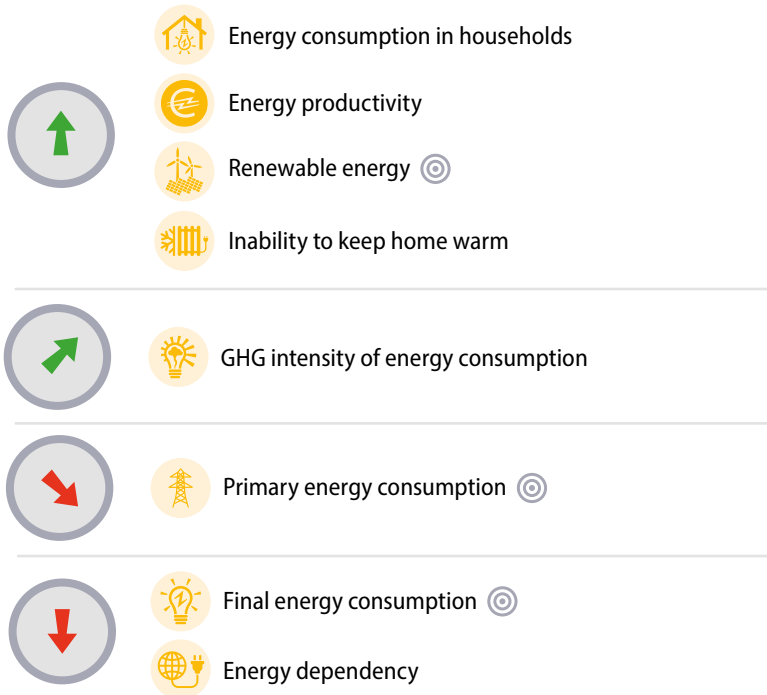 Energy consumption in households
Energy productivity
Renewable energy
Inability to keep home warm
GHG intensity of energy consumption
Primary energy consumption
Final energy consumption
Energy dependency